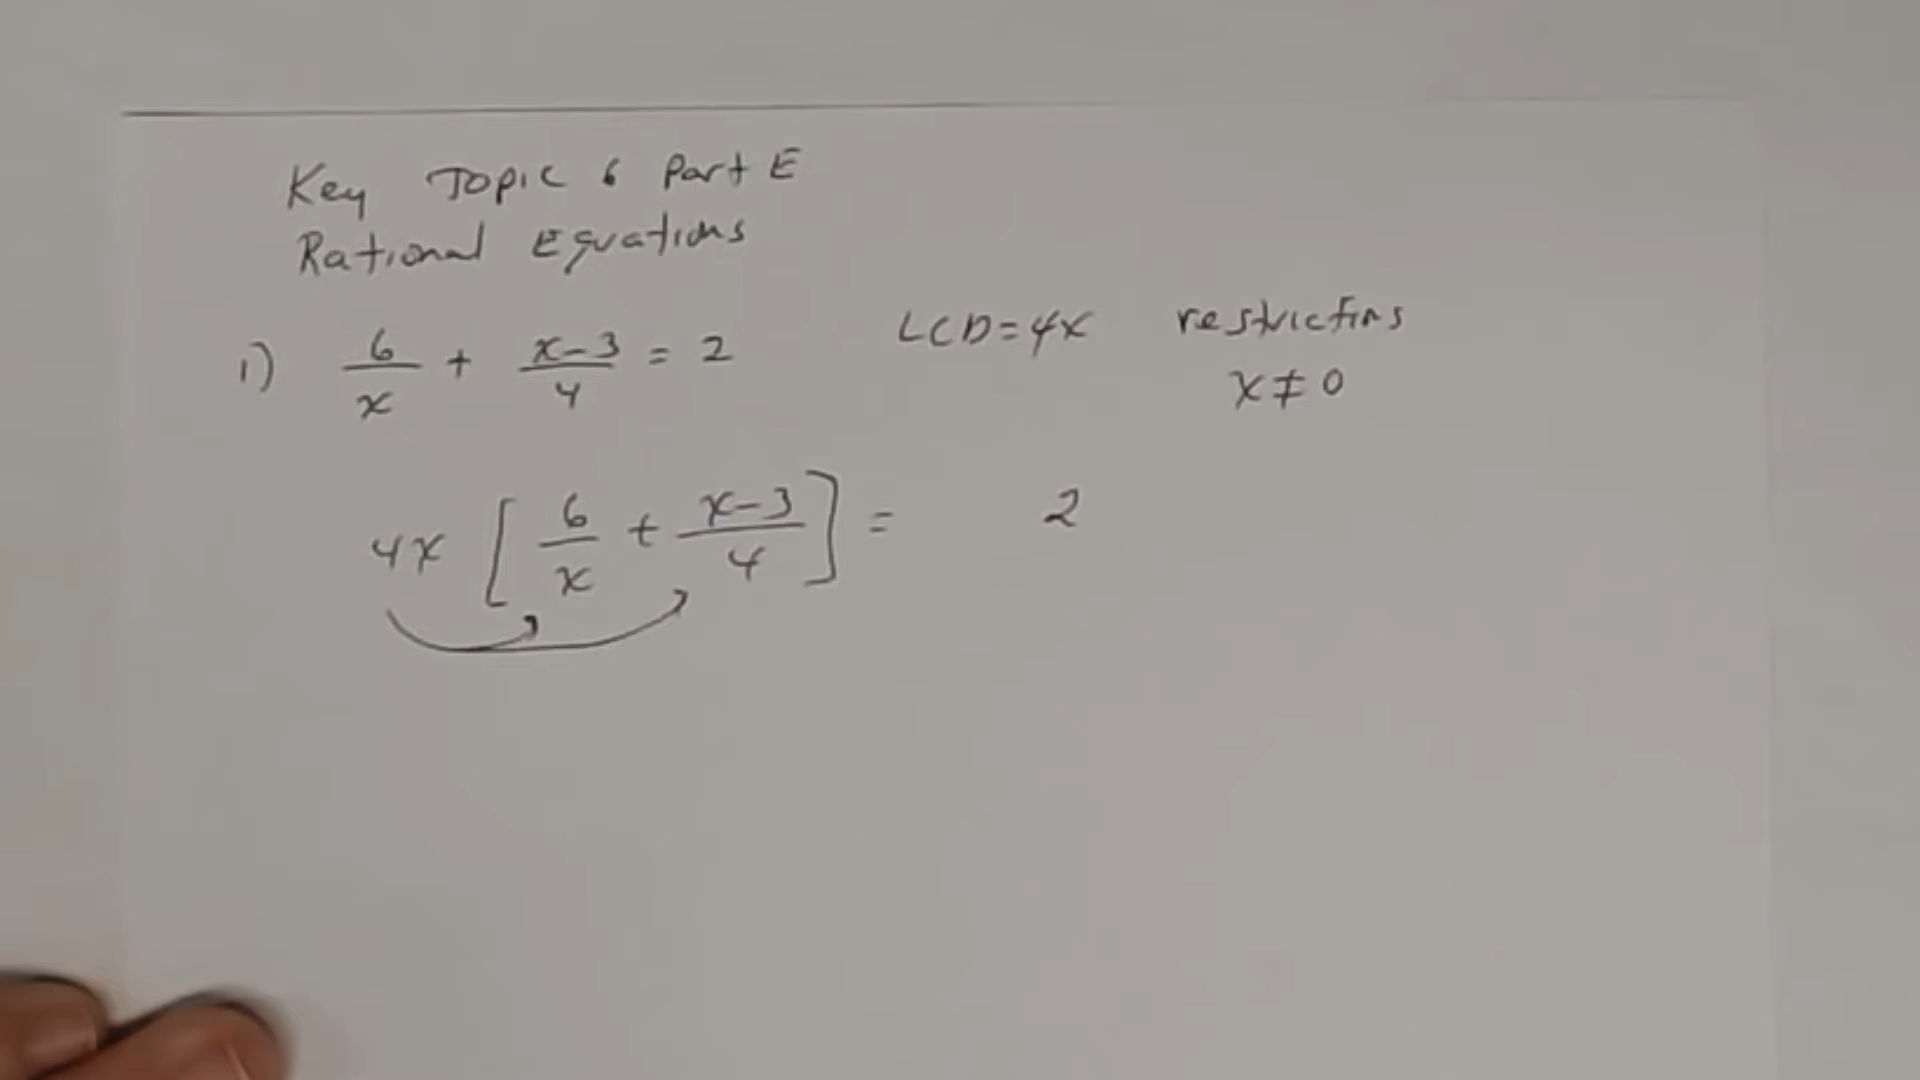 Key Topic 6 Part E
Rational Equations
1) 6/x + x-3/4 = 2 LCD=4x restrictins
x≠0
4x [6/x + x-3/4] = 2